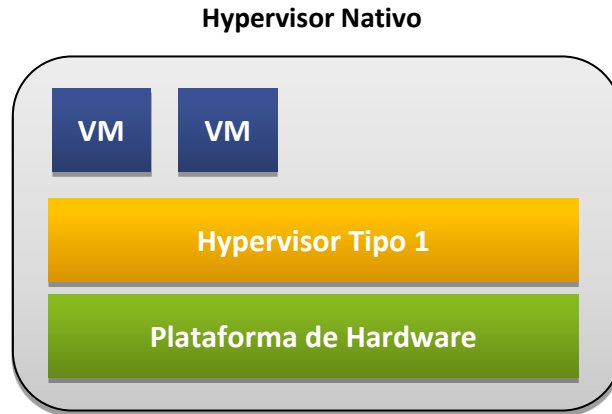 Hypervisor Nativo
VM VM
Hypervisor Tipo 1
Plataforma de Hardware